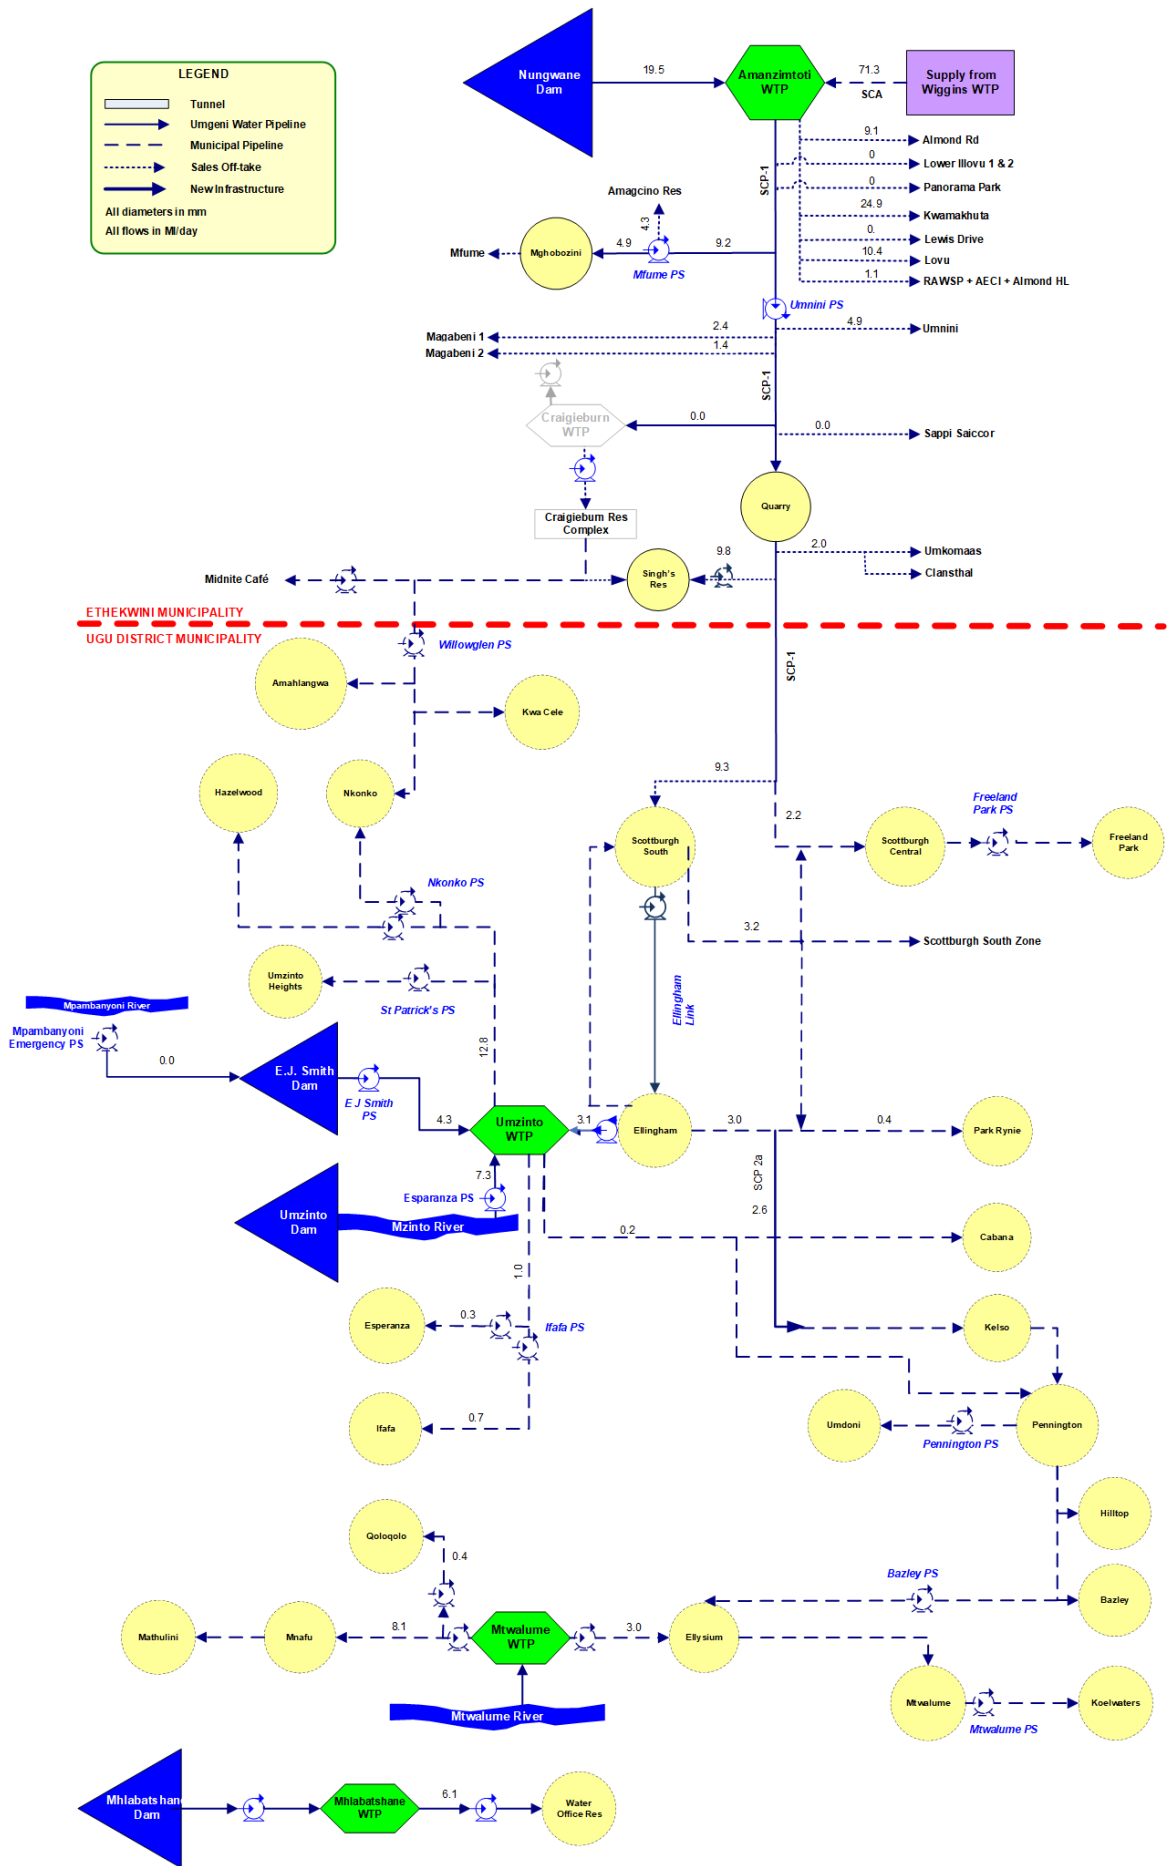 LEGEND
Tunnel
Umgeni Water Pipeline
Municipal Pipeline
Sales Off-take
New Infrastructure
All diameters in mm
All flows in Ml/day
Nungwane
Dam
19.5
Amanzimtoti
WTP
71.3
SCA
Supply from
Wiggins WTP
9.1
Almond Rd
0
Lower Illovu 1 & 2
0
Panorama Park
24.9
Kwamakhuta
0.
Lewis Drive
10.4
Lovu
1.1
RAWSP + AECI + Almond HL
SCP-1
Amagcino Res
4.3
Mfume
Mghobozini
4.9
9.2
Mfume PS
Umnini PS
4.9
Umnini
Magabeni 1
2.4
Magabeni 2
1.4
SCP-1
Craigieburn
WTP
0.0
0.0
Sappi Saiccor
Quarry
Craigieburn Res
Complex
9.8
2.0
Umkomaas
Clansthal
Midnite Café
Singh's
Res
ETHEKWINI MUNICIPALITY
UGU DISTRICT MUNICIPALITY
Willowglen PS
SCP-1
Amahlangwa
Kwa Cele
Hazelwood
Nkonko
9.3
2.2
Scottburgh
South
Scottburgh
Central
Freeland
Park PS
Freeland
Park
Nkonko PS
3.2
Scottburgh South Zone
Umzinto
Heights
St Patrick's PS
Ellingham
Link
Mpambanyoni River
Mpambanyoni
Emergency PS
0.0
E.J. Smith
Dam
E J Smith
PS
12.8
4.3
Umzinto
WTP
3.1
Ellingham
3.0
0.4
Park Rynie
SCP 2a
2.6
7.3
Esperanza PS
Umzinto
Dam
Mzinto River
0.2
Cabana
1.0
Esperanza
0.3
Ifafa PS
Kelso
Ifafa
0.7
Umdoni
Pennington PS
Pennington
Hilltop
Qoloqolo
0.4
Bazley PS
Bazley
Mathulini
Mnafu
8.1
Mtwalume
WTP
3.0
Ellysium
Mtwalume River
Mtwalume
Mtwalume PS
Koelwaters
Mhlabatshane
Dam
Mhlabatshane
WTP
6.1
Water
Office Res